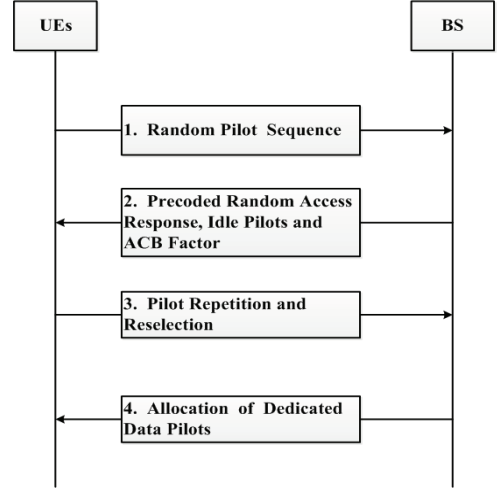 UEs
BS
1. Random Pilot Sequence
2. Precoded Random Access
Response, Idle Pilots and
ACB Factor
3. Pilot Repetition and
Reselection
4. Allocation of Dedicated
Data Pilots